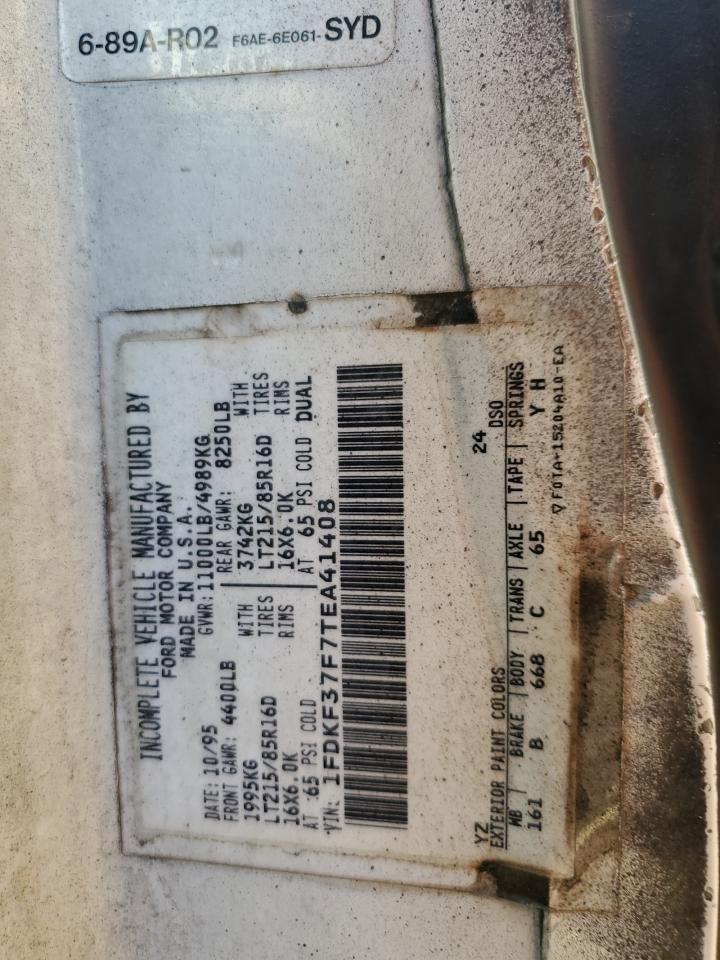 6-89A-R02 F6AE-6E061-SYD
INCOMPLETE VEHICLE MANUFACTURED BY
FORD MOTOR COMPANY
MADE IN U.S.A.
DATE: 10/95 GVWR: 11000LB/4989KG
FRONT GAWR: 4400LB REAR GAWR: 8250LB
1995KG WITH 3742KG WITH
LT215/85R16D TIRES LT215/85R16D TIRES
16X6.0K RIMS 16X6.0K RIMS
AT 65 PSI COLD AT 65 PSI COLD DUAL
VIN: 1FDKF37F7TEA41408
YZ 24
EXTERIOR PAINT COLORS DSO
WB BRAKE BODY TRANS AXLE TAPE SPRINGS
161 B 668 C 65 Y H
▽ F0TA-15204A10-EA